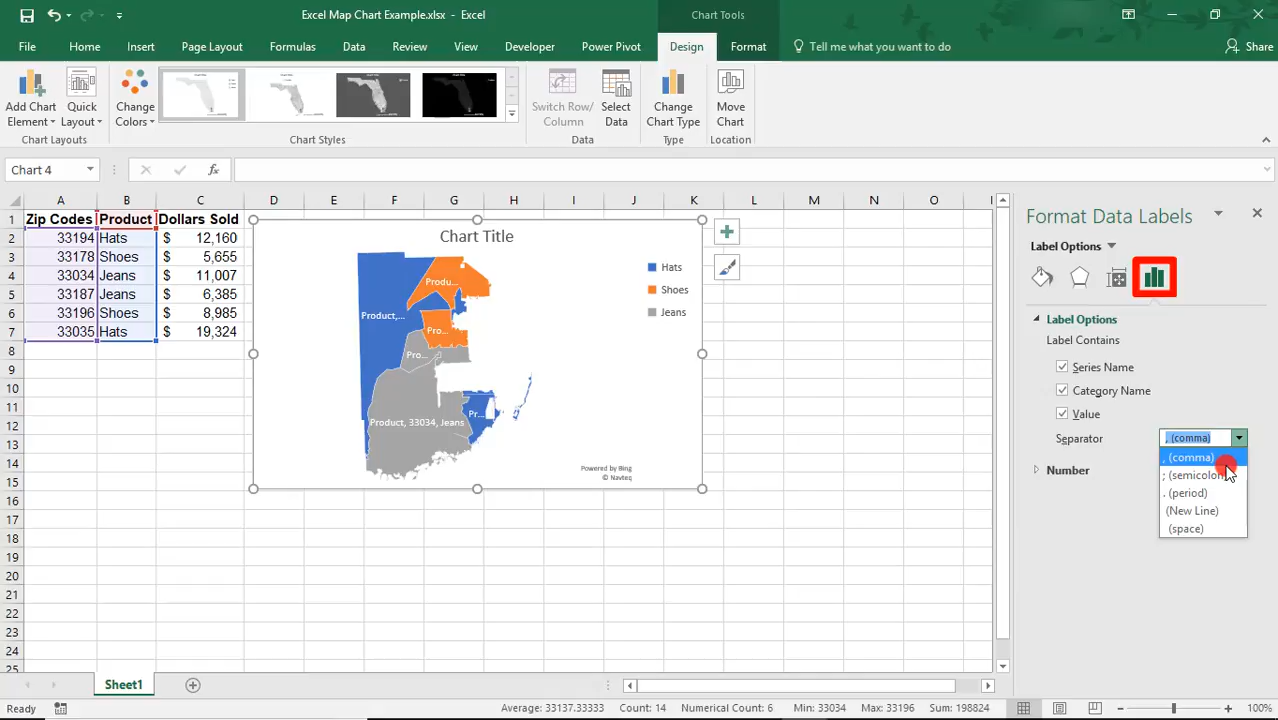 Excel Map Chart Example.xlsx - Excel
Chart Tools
File Home Insert Page Layout Formulas Data Review View Developer Power Pivot Design Format Tell me what you want to do Share
Add Chart Element
Quick Layout
Change Colors
Switch Row/ Column
Select Data
Change Chart Type
Move Chart
Chart Layouts Chart Styles Data Type Location
Chart 4 fx
A B C D E F G H I J K L M N O
1 Zip Codes Product Dollars Sold
2 33194 Hats $ 12,160
3 33178 Shoes $ 5,655
4 33034 Jeans $ 11,007
5 33187 Jeans $ 6,385
6 33196 Shoes $ 8,985
7 33035 Hats $ 19,324
8
9
10
11
12
13
14
15
16
17
18
19
20
21
22
23
24
25
Chart Title
Produ...
Product,...
Pro...
Pro...
Product, 33034, Jeans
Pr...
Hats
Shoes
Jeans
Powered by Bing
© Navteq
Format Data Labels
Label Options
Label Options
Label Contains
Series Name
Category Name
Value
Separator , (comma)
, (comma)
; (semicolon)
. (period)
(New Line)
(space)
Number
Sheet1
Ready Average: 33137.33333 Count: 14 Numerical Count: 6 Min: 33034 Max: 33196 Sum: 198824 100%